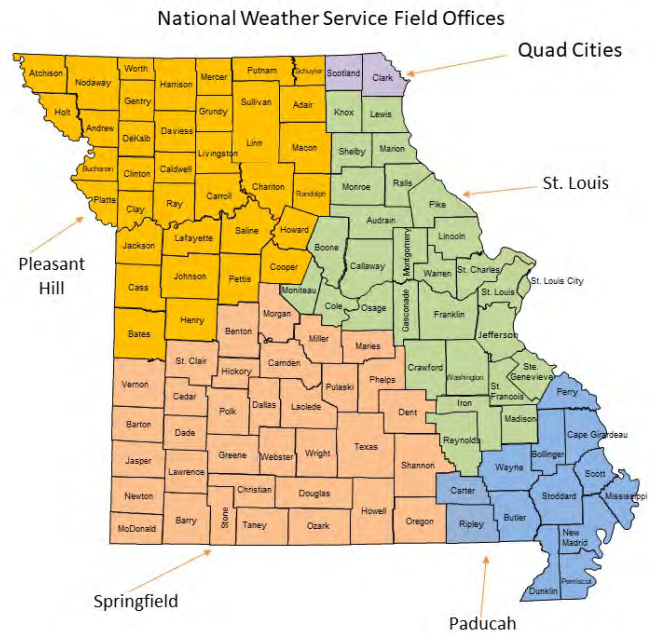 National Weather Service Field Offices
Quad Cities
Atchison
Nodaway
Worth
Harrison
Mercer
Putnam
Schuyler
Scotland
Clark
Holt
Andrew
Gentry
DeKalb
Daviess
Grundy
Sullivan
Adair
Knox
Lewis
Linn
Macon
Shelby
Marion
Buchanan
Clinton
Caldwell
Livingston
Chariton
Randolph
Monroe
Ralls
Pike
St. Louis
Platte
Clay
Ray
Carroll
Pleasant
Hill
Jackson
Lafayette
Saline
Howard
Boone
Audrain
Callaway
Montgomery
Lincoln
Warren
St. Charles
St. Louis City
St. Louis
Cass
Johnson
Pettis
Cooper
Moniteau
Cole
Osage
Gasconade
Franklin
Jefferson
Bates
Henry
Benton
Morgan
Miller
Maries
Crawford
Washington
St.
Francois
Ste.
Genevieve
Perry
Vernon
St. Clair
Hickory
Camden
Pulaski
Phelps
Dent
Iron
Madison
Reynolds
Cedar
Polk
Dallas
Laclede
Barton
Dade
Greene
Webster
Wright
Texas
Shannon
Wayne
Bollinger
Cape Girardeau
Jasper
Lawrence
Christian
Douglas
Carter
Scott
Mississippi
Stoddard
Newton
McDonald
Barry
Stone
Taney
Ozark
Howell
Oregon
Ripley
Butler
New
Madrid
Dunklin
Pemiscot
Springfield
Paducah